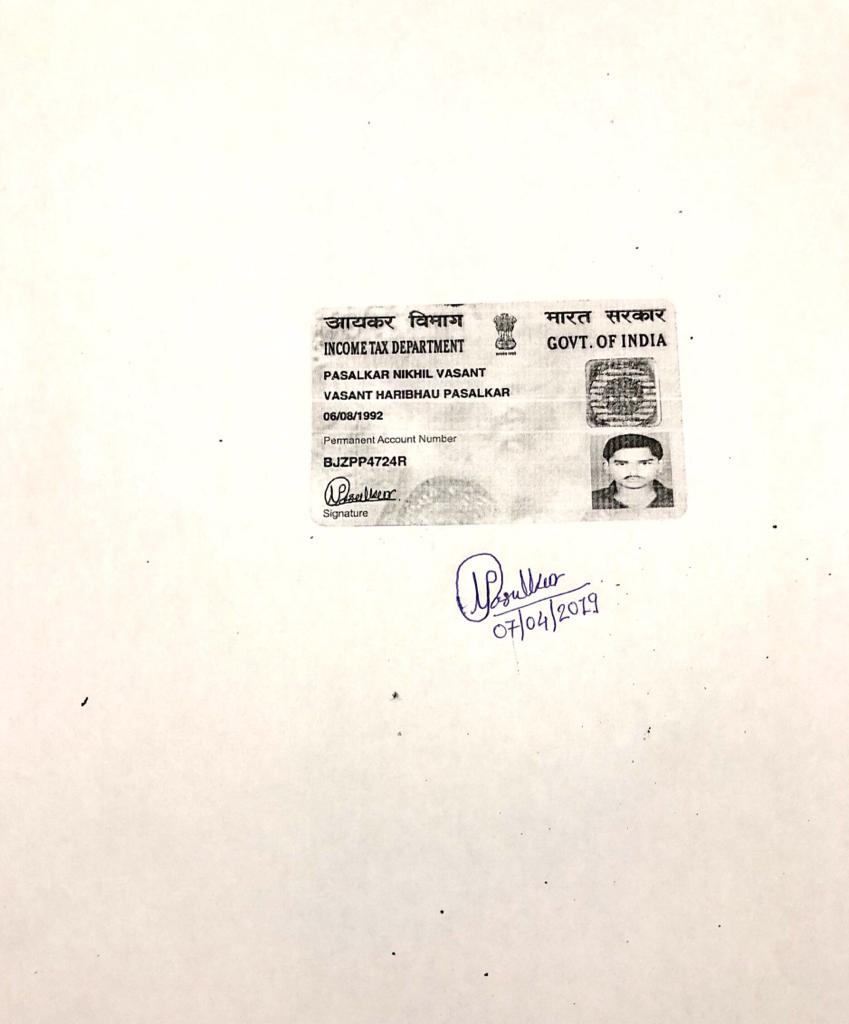 आयकर विभाग
INCOME TAX DEPARTMENT
भारत सरकार
GOVT. OF INDIA
PASALKAR NIKHIL VASANT
VASANT HARIBHAU PASALKAR
06/08/1992
Permanent Account Number
BJZPP4724R
NPasalkar
Signature
NPasalkar
07/04/2019